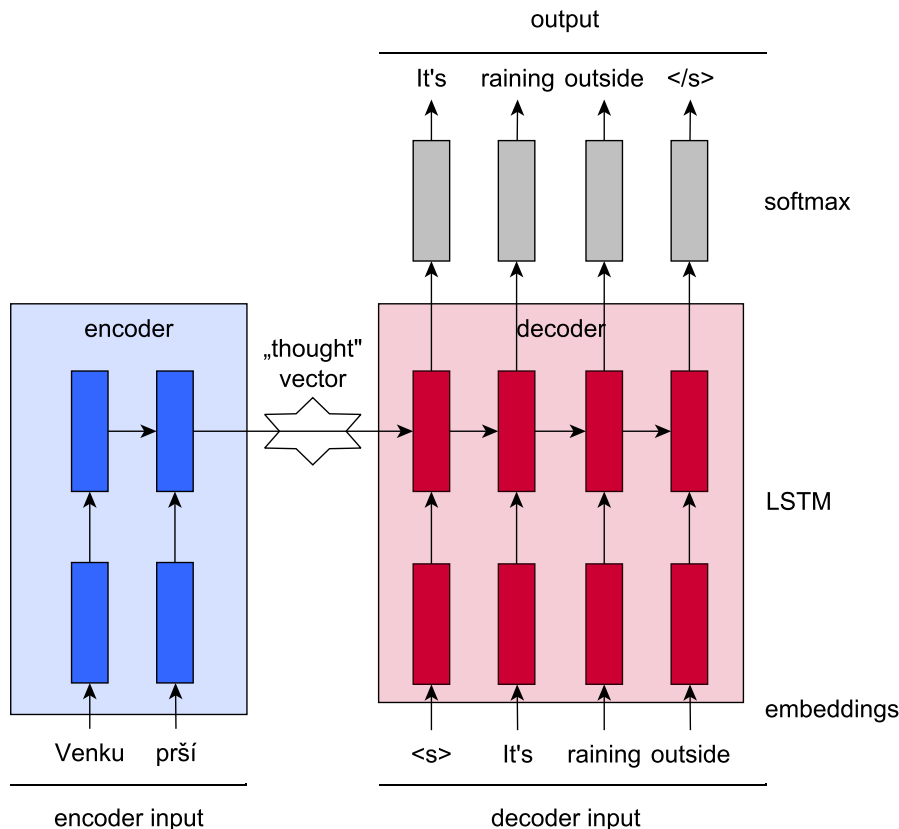 output
It's raining outside </s>
softmax
encoder
decoder
„thought"
vector
LSTM
embeddings
Venku prší
<s> It's raining outside
encoder input
decoder input